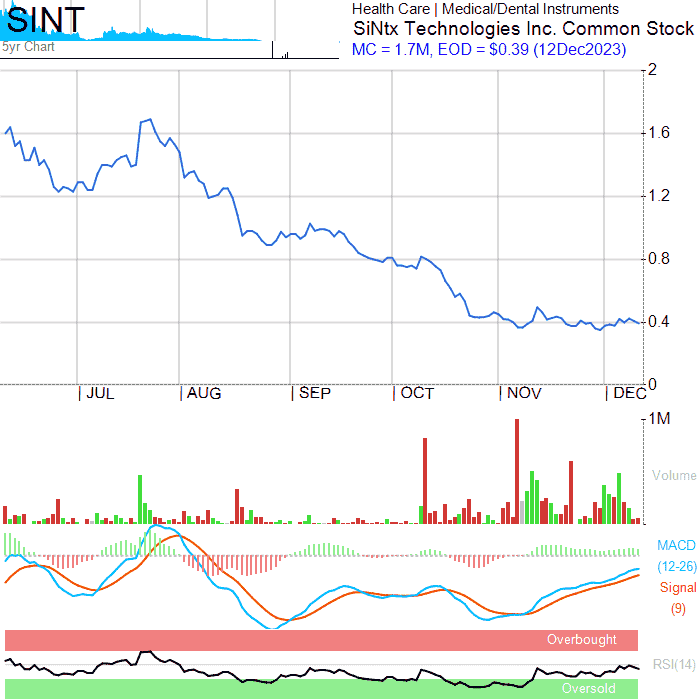 SINT
5yr Chart
Health Care | Medical/Dental Instruments
SiNtx Technologies Inc. Common Stock
MC = 1.7M, EOD = $0.39 (12Dec2023)
2
1.6
1.2
0.8
0.4
0
| JUL | AUG | SEP | OCT | NOV | DEC
1M
Volume
MACD
(12-26)
Signal
(9)
Overbought
RSI(14)
Oversold